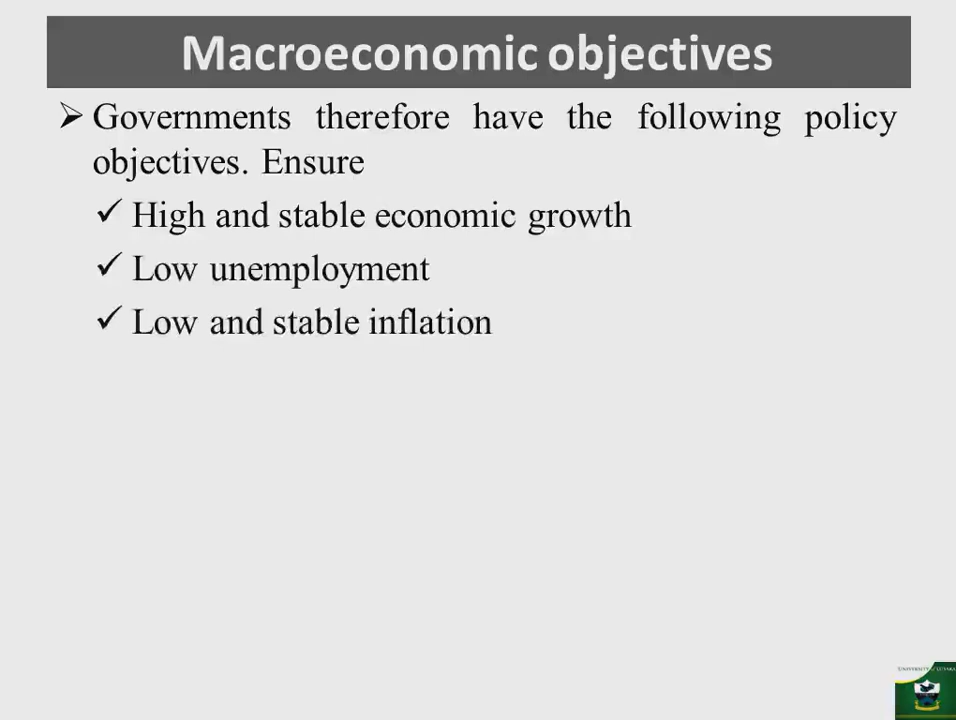 Macroeconomic objectives
Governments therefore have the following policy
objectives. Ensure
High and stable economic growth
Low unemployment
Low and stable inflation